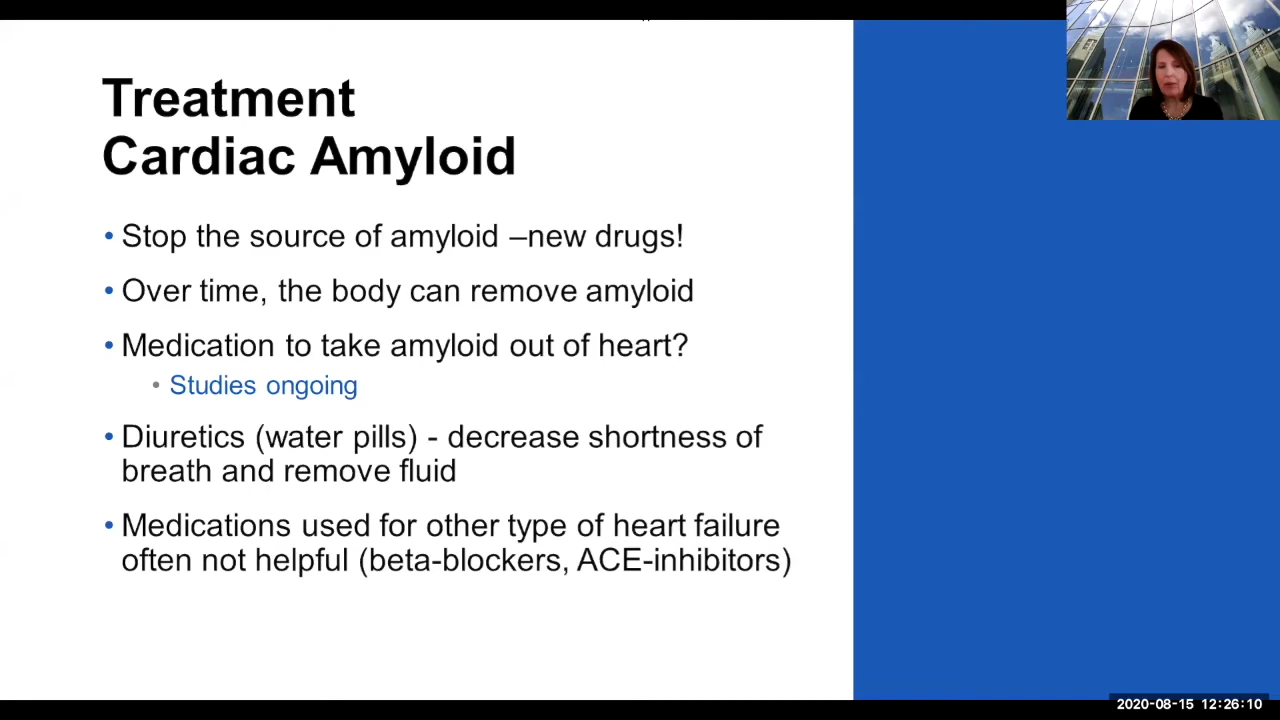 Treatment
Cardiac Amyloid
• Stop the source of amyloid –new drugs!
• Over time, the body can remove amyloid
• Medication to take amyloid out of heart?
• Studies ongoing
• Diuretics (water pills) - decrease shortness of
breath and remove fluid
• Medications used for other type of heart failure
often not helpful (beta-blockers, ACE-inhibitors)
2020-08-15 12:26:10